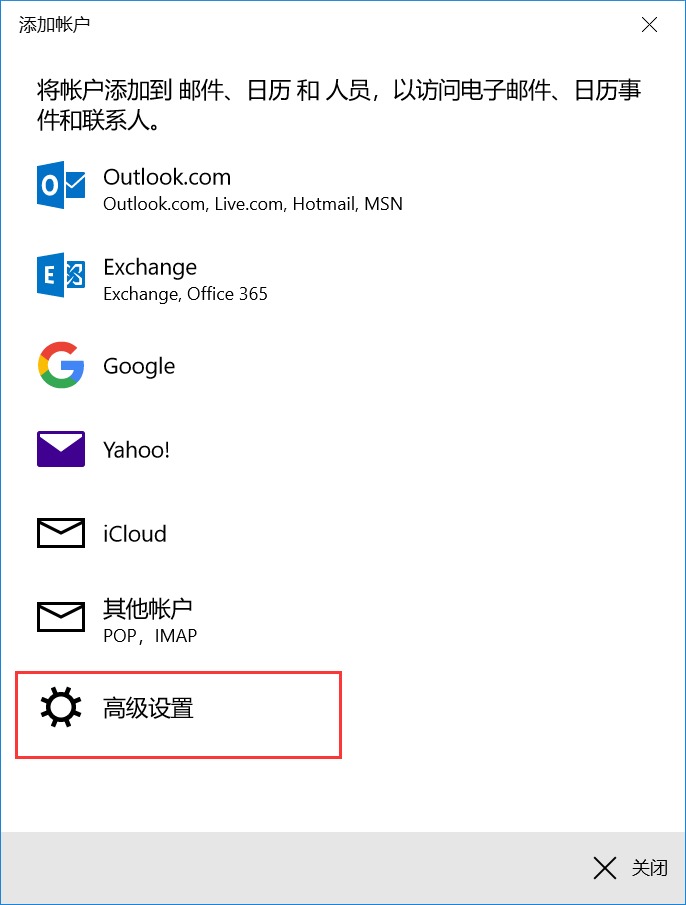 添加帐户
将帐户添加到 邮件、日历 和 人员，以访问电子邮件、日历事
件和联系人。
Outlook.com
Outlook.com, Live.com, Hotmail, MSN
Exchange
Exchange, Office 365
Google
Yahoo!
iCloud
其他帐户
POP，IMAP
高级设置
关闭